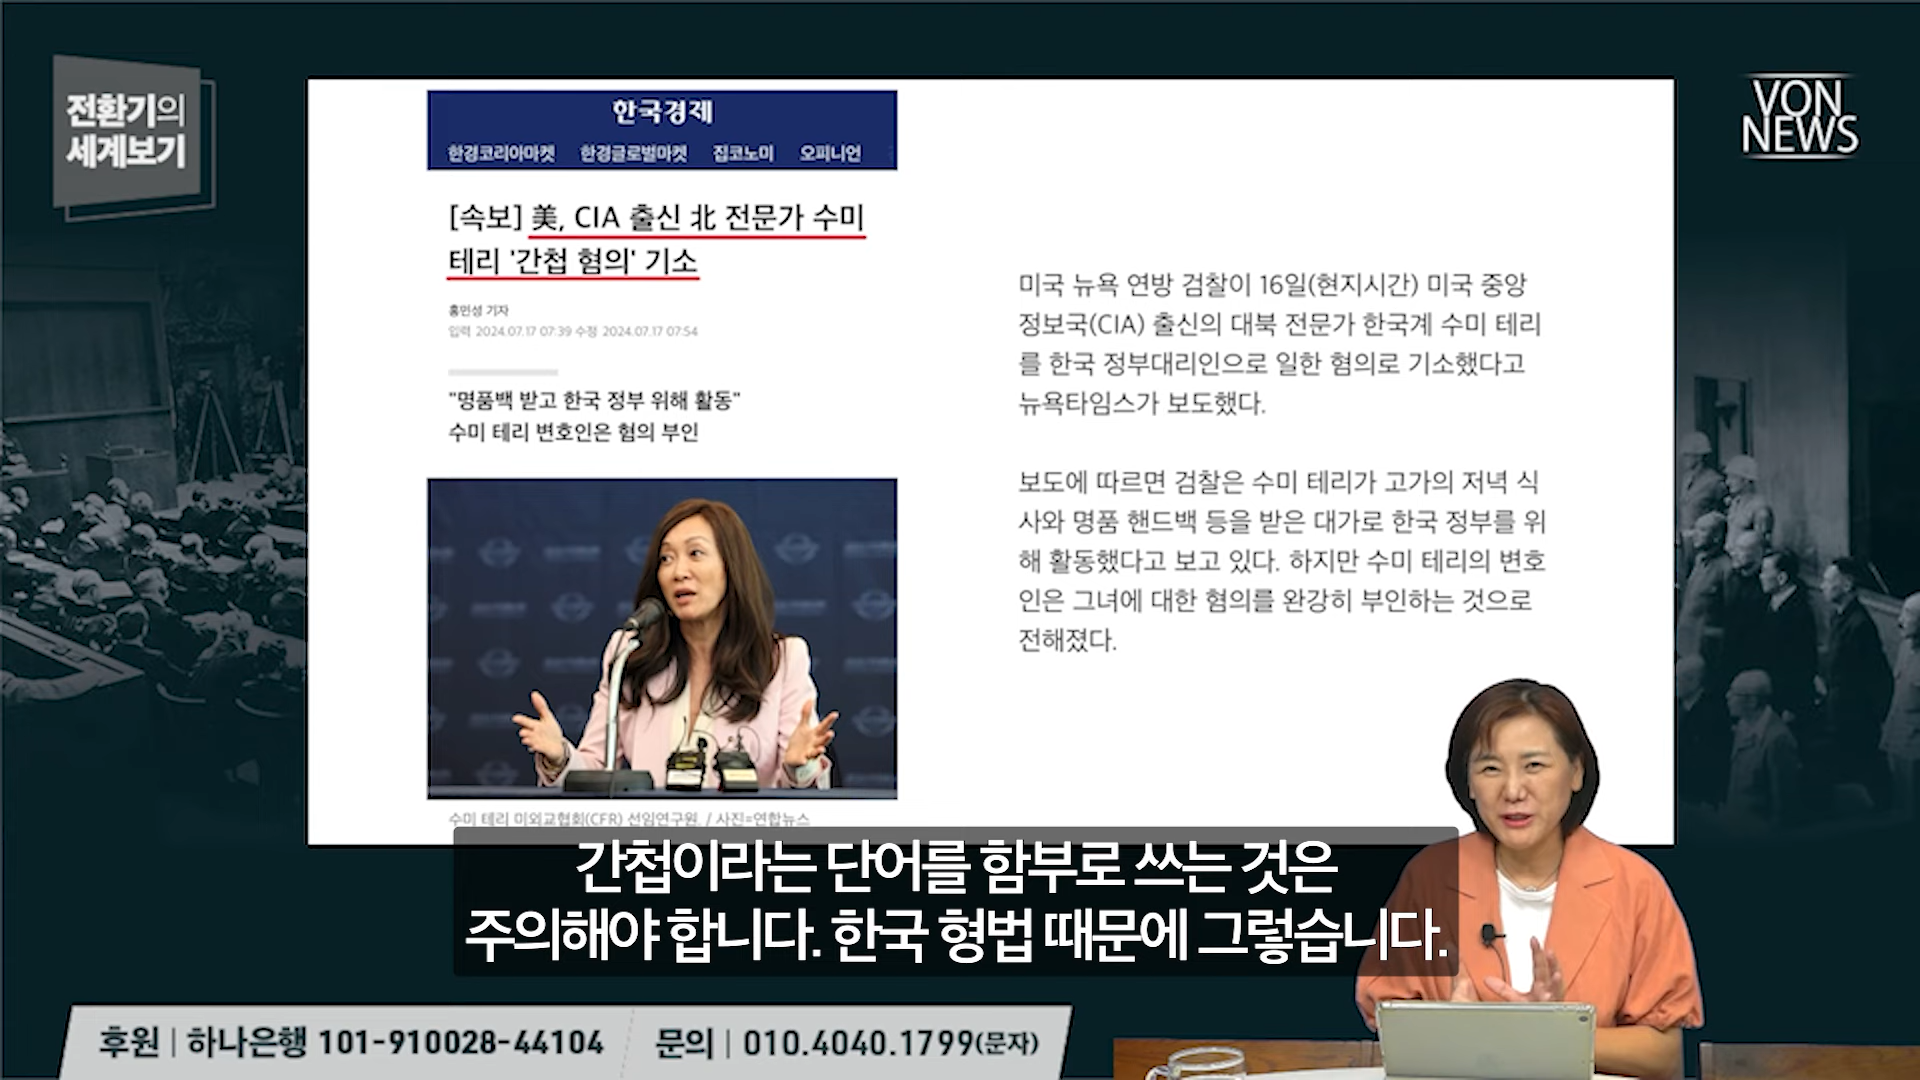 전환기의
세계보기
VON
NEWS
한국경제
한경코리아마켓 한경글로벌마켓 집코노미 오피니언
[속보] 美, CIA 출신 北 전문가 수미
테리 '간첩 혐의' 기소
홍민성 기자
입력 2024.07.17 07:39 수정 2024.07.17 07:54
"명품백 받고 한국 정부 위해 활동"
수미 테리 변호인은 혐의 부인
수미 테리 미외교협회(CFR) 선임연구원. / 사진=연합뉴스
미국 뉴욕 연방 검찰이 16일(현지시간) 미국 중앙
정보국(CIA) 출신의 대북 전문가 한국계 수미 테리
를 한국 정부대리인으로 일한 혐의로 기소했다고
뉴욕타임스가 보도했다.
보도에 따르면 검찰은 수미 테리가 고가의 저녁 식
사와 명품 핸드백 등을 받은 대가로 한국 정부를 위
해 활동했다고 보고 있다. 하지만 수미 테리의 변호
인은 그녀에 대한 혐의를 완강히 부인하는 것으로
전해졌다.
간첩이라는 단어를 함부로 쓰는 것은
주의해야 합니다. 한국 형법 때문에 그렇습니다.
후원 | 하나은행 101-910028-44104 문의 | 010.4040.1799(문자)